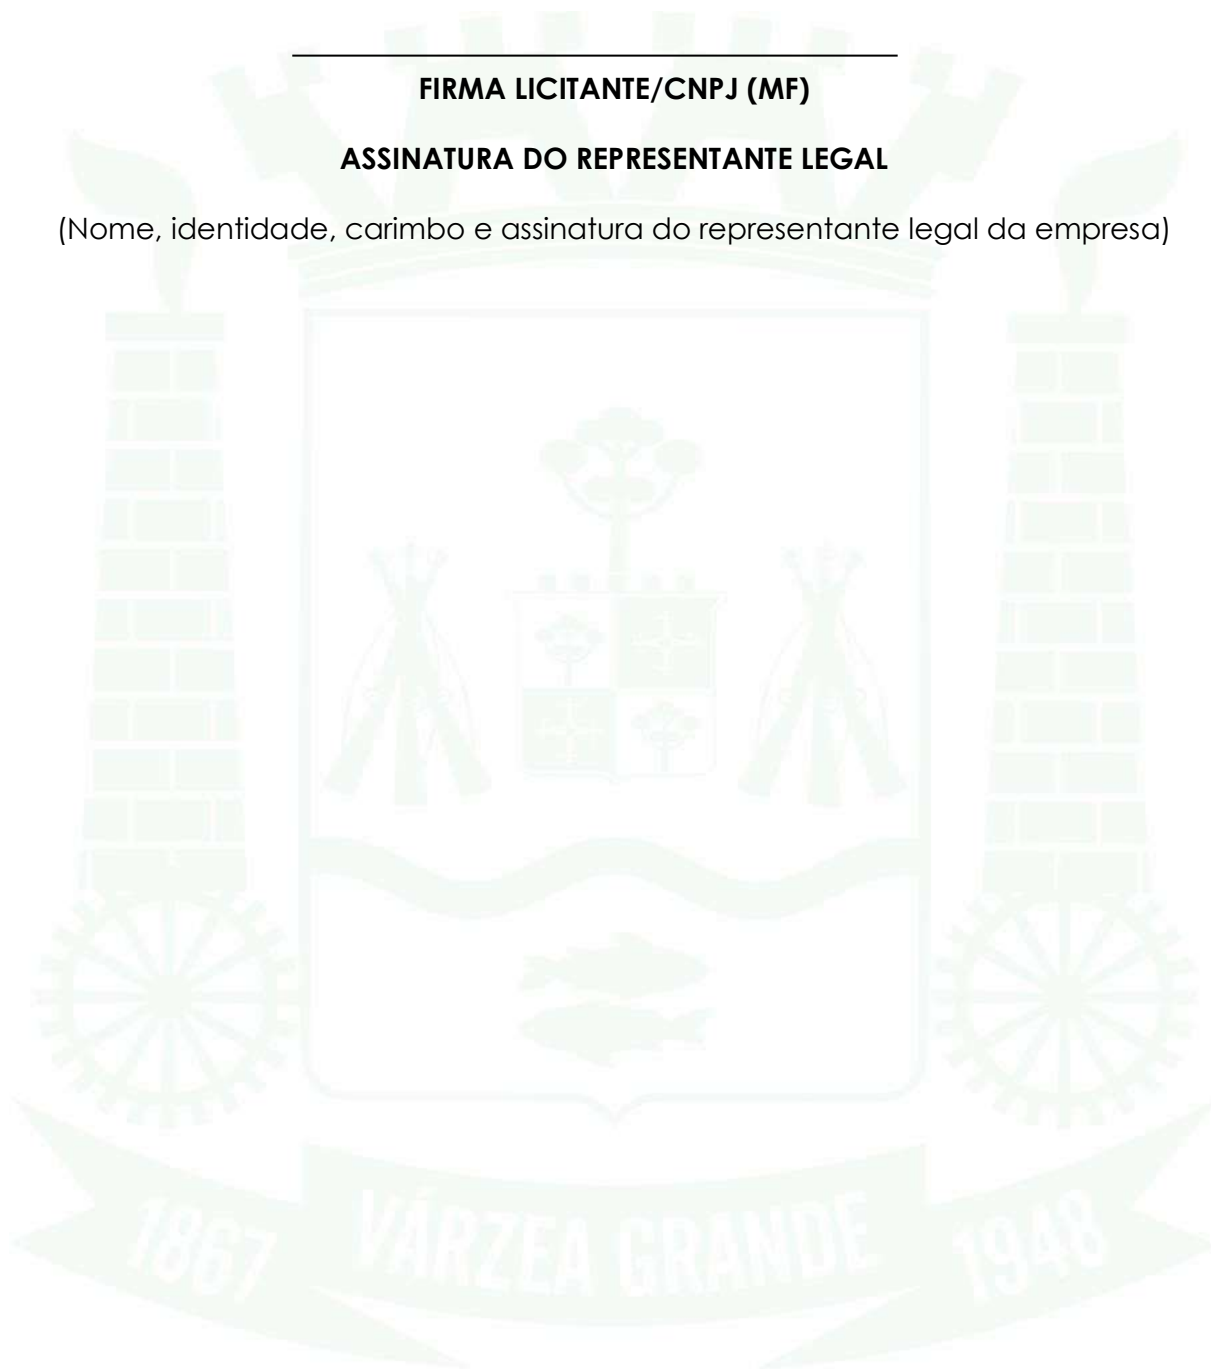 FIRMA LICITANTE/CNPJ (MF)
ASSINATURA DO REPRESENTANTE LEGAL
(Nome, identidade, carimbo e assinatura do representante legal da empresa)
1867 VÁRZEA GRANDE 1948